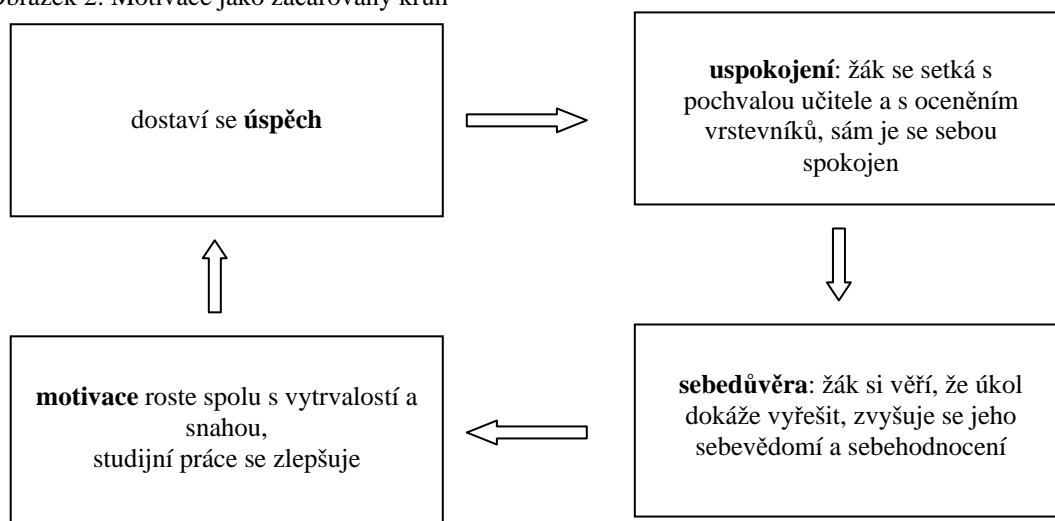 Obrázek 2: Motivace jako začarovaný kruh
dostaví se úspěch
uspokojení: žák se setká s
pochvalou učitele a s oceněním
vrstevníků, sám je se sebou
spokojen
motivace roste spolu s vytrvalostí a
snahou,
studijní práce se zlepšuje
sebedůvěra: žák si věří, že úkol
dokáže vyřešit, zvyšuje se jeho
sebevědomí a sebehodnocení